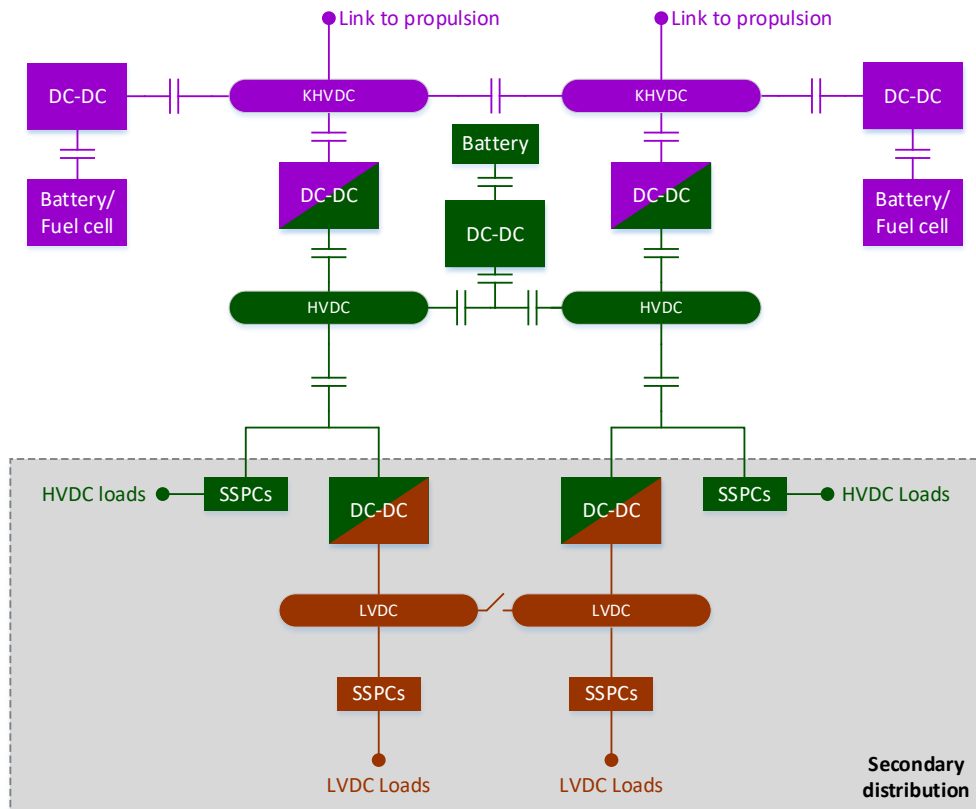 Link to propulsion
Link to propulsion
DC-DC
KHVDC
KHVDC
DC-DC
Battery
Battery/
Fuel cell
DC-DC
DC-DC
Battery/
Fuel cell
DC-DC
HVDC
HVDC
HVDC loads
SSPCs
DC-DC
DC-DC
SSPCs
HVDC Loads
LVDC
LVDC
SSPCs
SSPCs
LVDC Loads
LVDC Loads
Secondary
distribution